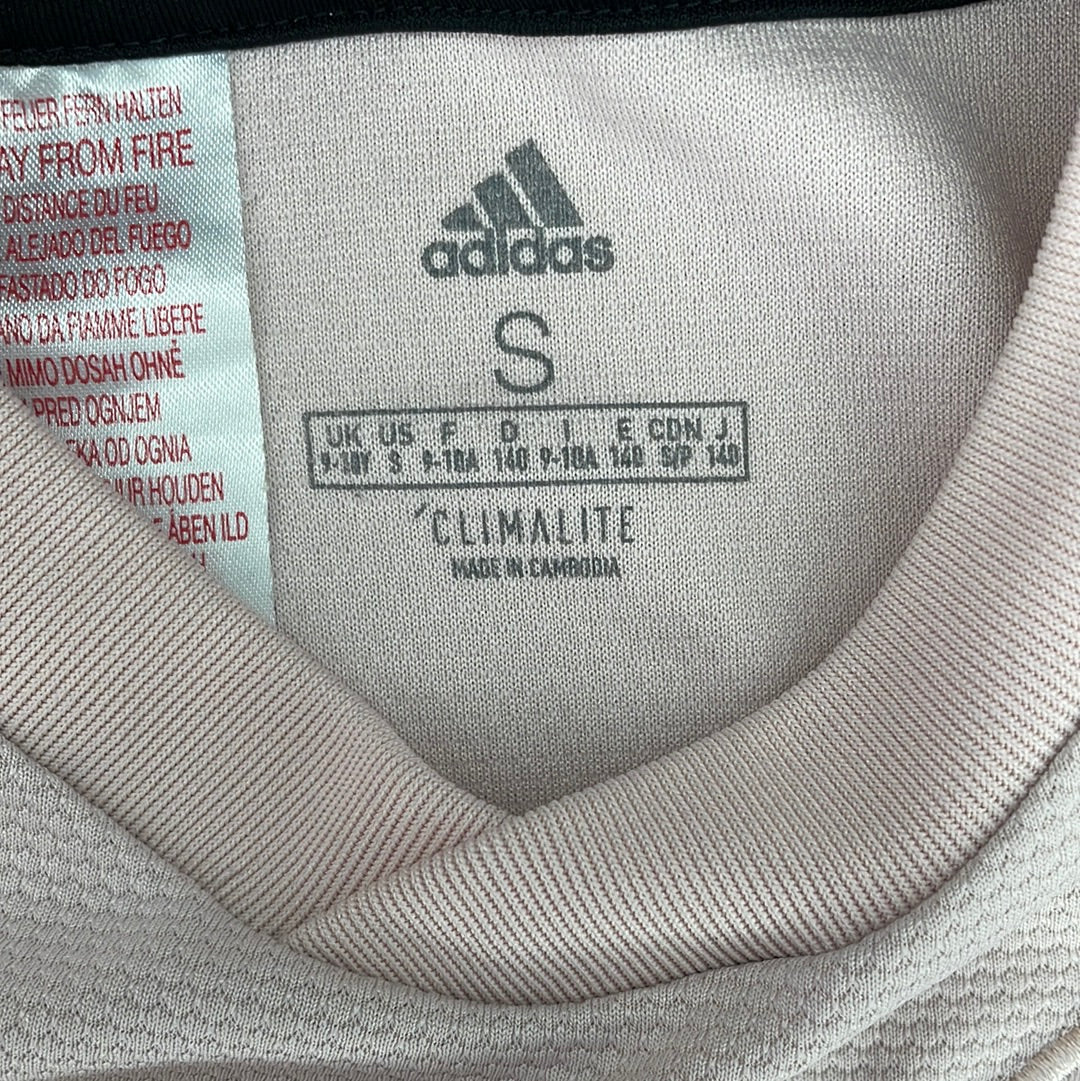 FEUER FERN HALTEN
AY FROM FIRE
DISTANCE DU FEU
ALEJADO DEL FUEGO
FASTADO DO FOGO
ANO DA FIAMME LIBERE
MIMO DOSAH OHNĚ
PRED OGNJEM
EKA OD OGNIA
UR HOUDEN
ÅBEN ILD
adidas
S
UK US F D I E CDN J
9-10Y S 9-10A 140 9-10A 140 S/P 140
CLIMALITE
MADE IN CAMBODIA